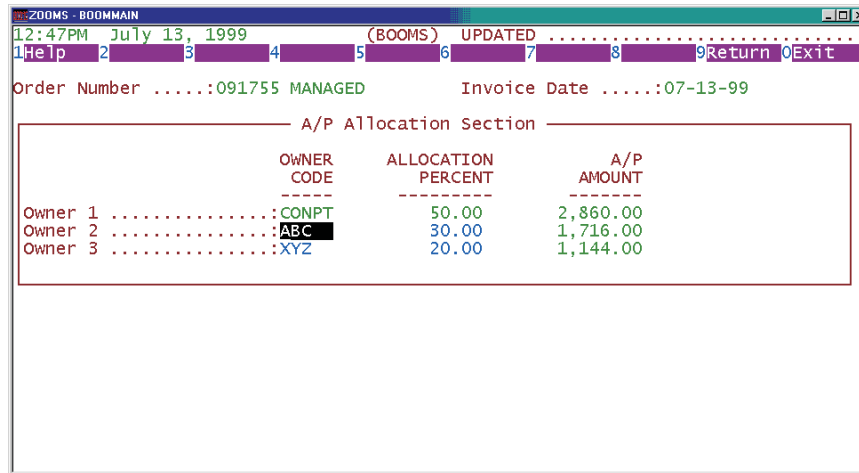 ZOOMS - BOOMMAIN
12:47PM July 13, 1999 (BOOMS) UPDATED .............................
1Help 2 3 4 5 6 7 8 9Return 0Exit
Order Number .....:091755 MANAGED Invoice Date .....:07-13-99
A/P Allocation Section
OWNER ALLOCATION A/P
CODE PERCENT AMOUNT
----- ---------- -------
Owner 1 ...............:CONPT 50.00 2,860.00
Owner 2 ...............:ABC 30.00 1,716.00
Owner 3 ...............:XYZ 20.00 1,144.00